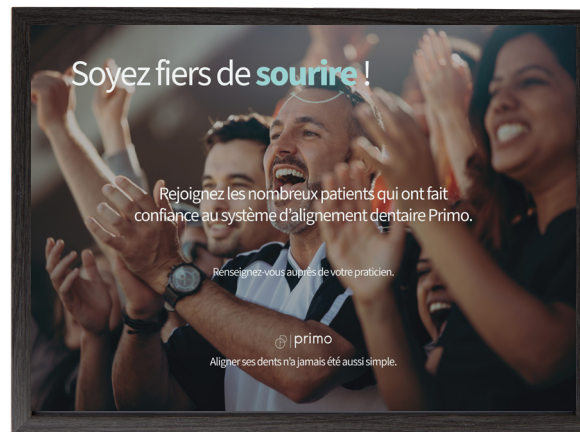 Soyez fiers de sourire !
Rejoignez les nombreux patients qui ont fait
confiance au système d'alignement dentaire Primo.
Renseignez-vous auprès de votre praticien.
primo
Aligner ses dents n'a jamais été aussi simple.